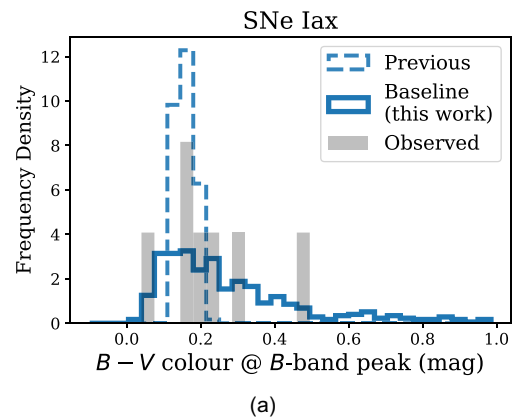 SNe Iax
Previous
Baseline
(this work)
Observed
Frequency Density
12
10
8
6
4
2
0
0.0 0.2 0.4 0.6 0.8 1.0
B − V colour @ B-band peak (mag)
(a)